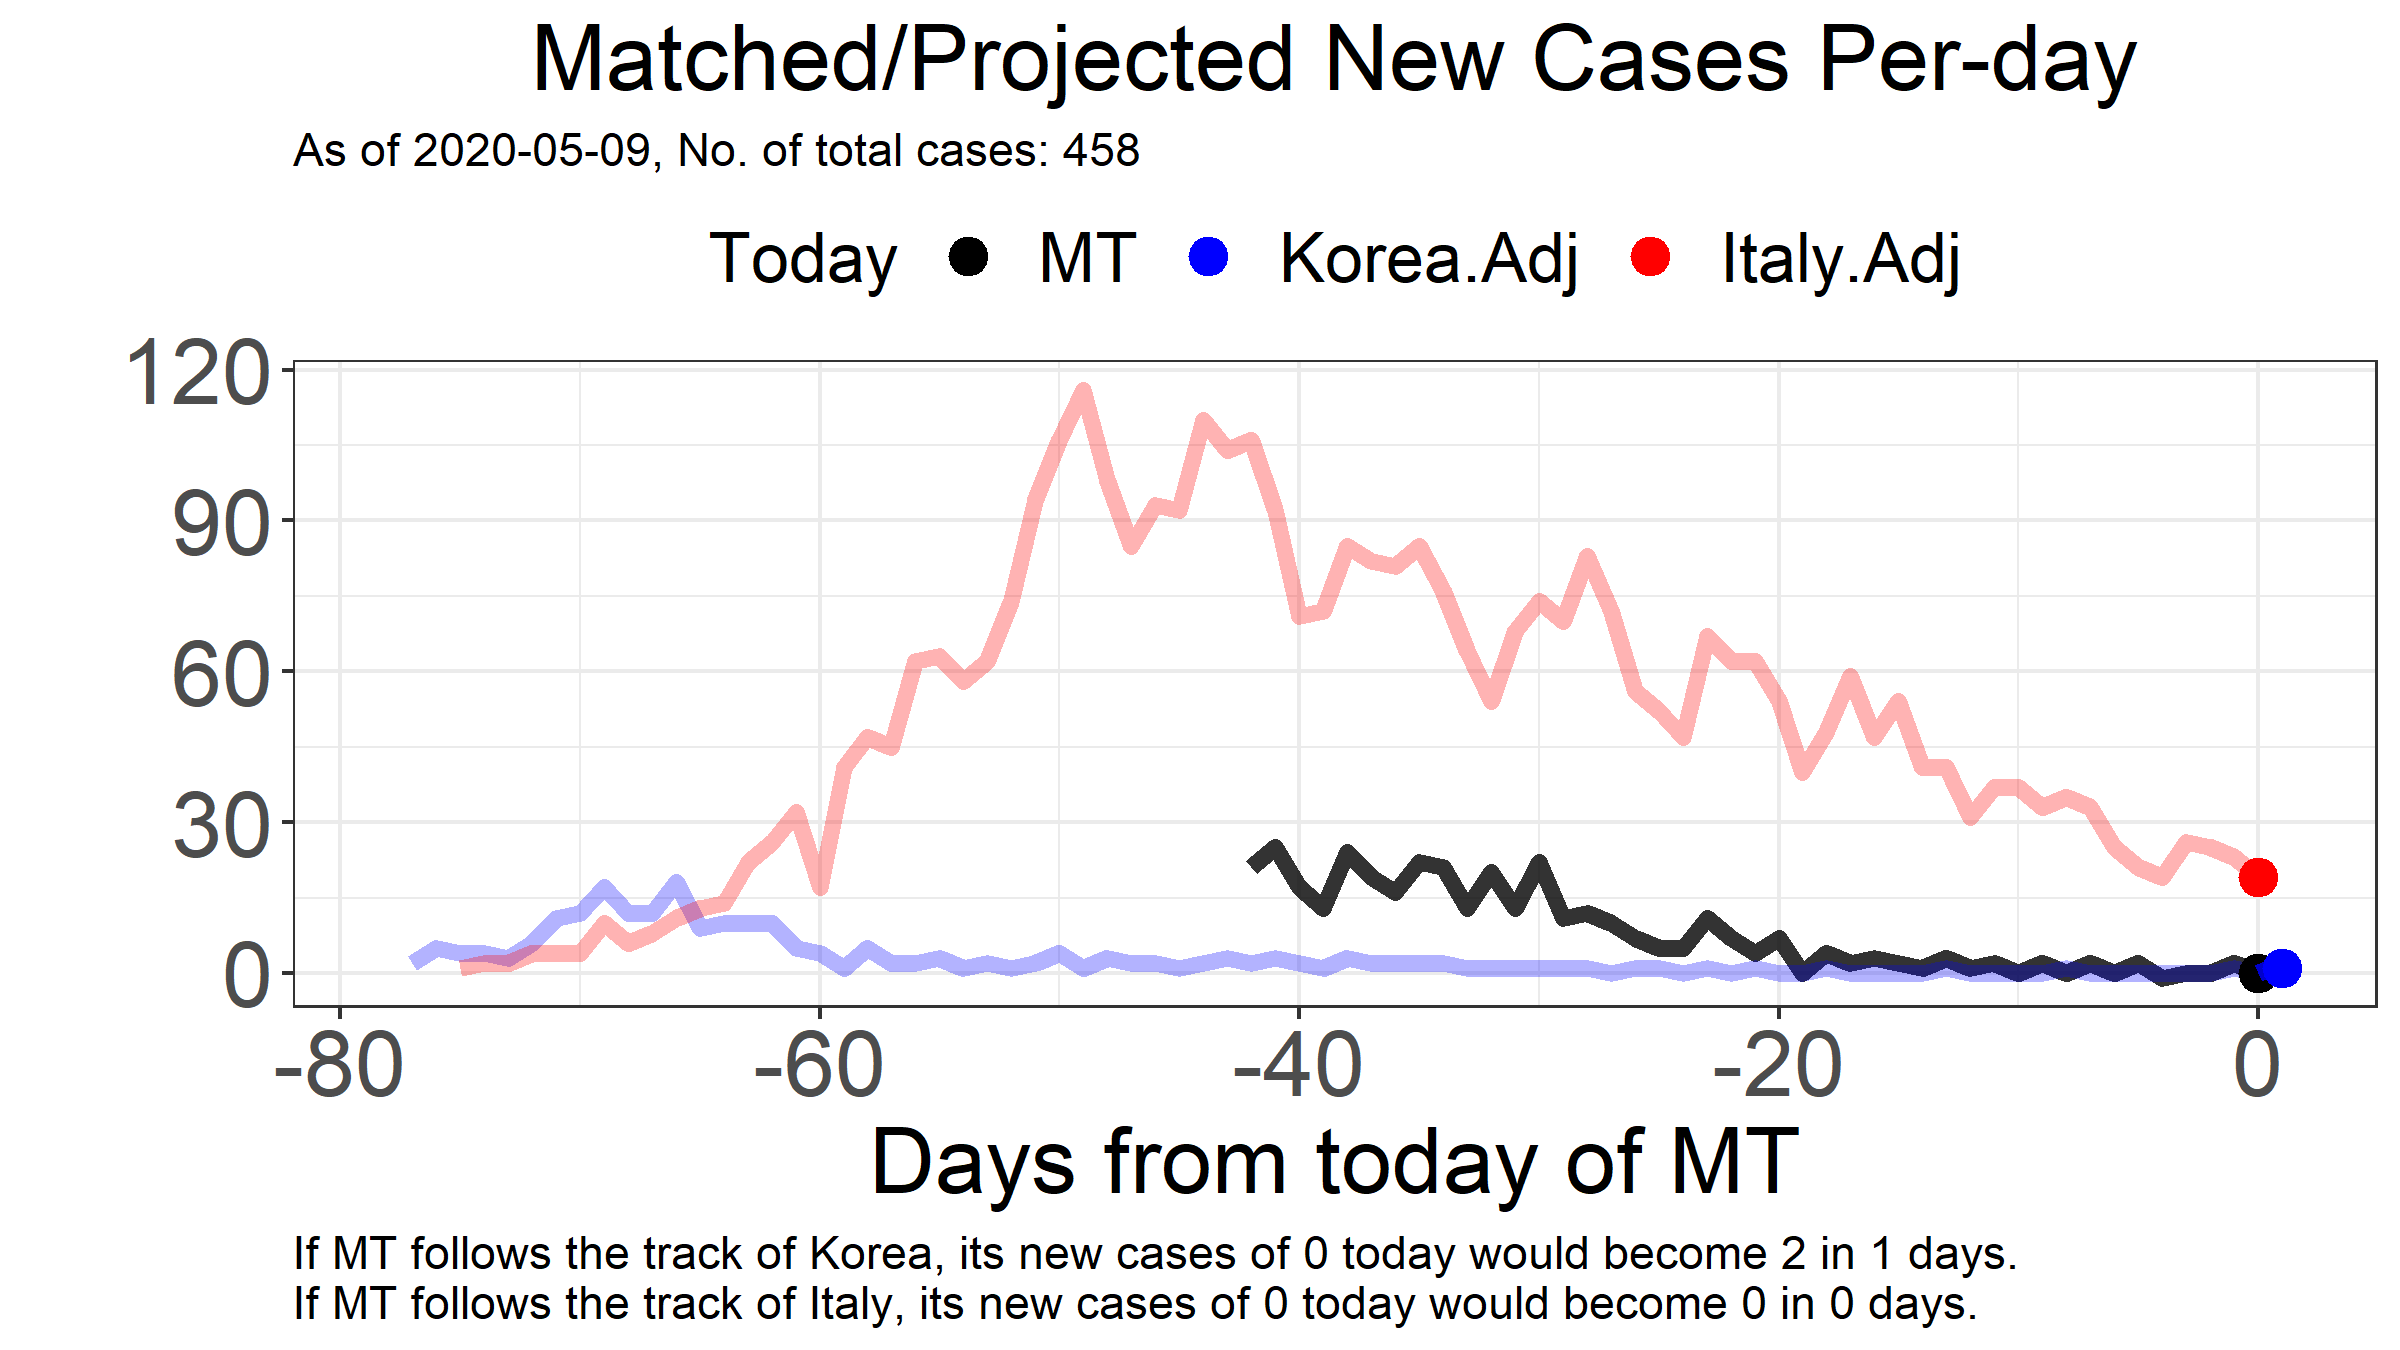 Matched/Projected New Cases Per-day
As of 2020-05-09, No. of total cases: 458
Today MT Korea.Adj Italy.Adj
120
90
60
30
0
-80 -60 -40 -20 0
Days from today of MT
If MT follows the track of Korea, its new cases of 0 today would become 2 in 1 days.
If MT follows the track of Italy, its new cases of 0 today would become 0 in 0 days.